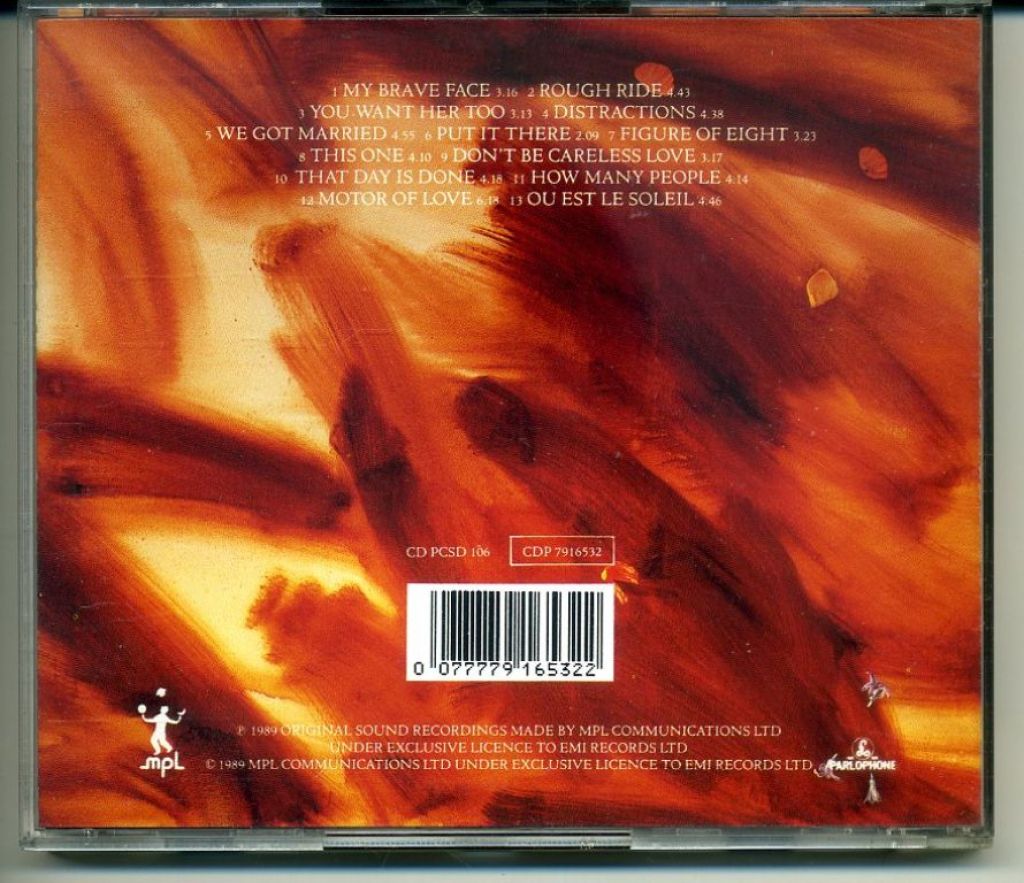 1 MY BRAVE FACE 3.16 2 ROUGH RIDE 4.43
3 YOU WANT HER TOO 3.13 4 DISTRACTIONS 4.38
5 WE GOT MARRIED 4.55 6 PUT IT THERE 2.09 7 FIGURE OF EIGHT 3.23
8 THIS ONE 4.10 9 DON'T BE CARELESS LOVE 3.17
10 THAT DAY IS DONE 4.18 11 HOW MANY PEOPLE 4.14
12 MOTOR OF LOVE 6.18 13 OU EST LE SOLEIL 4.46
CD PCSD 106 CDP 7916532
0 077779 165322
℗ 1989 ORIGINAL SOUND RECORDINGS MADE BY MPL COMMUNICATIONS LTD
UNDER EXCLUSIVE LICENCE TO EMI RECORDS LTD
© 1989 MPL COMMUNICATIONS LTD UNDER EXCLUSIVE LICENCE TO EMI RECORDS LTD
mpl
PARLOPHONE